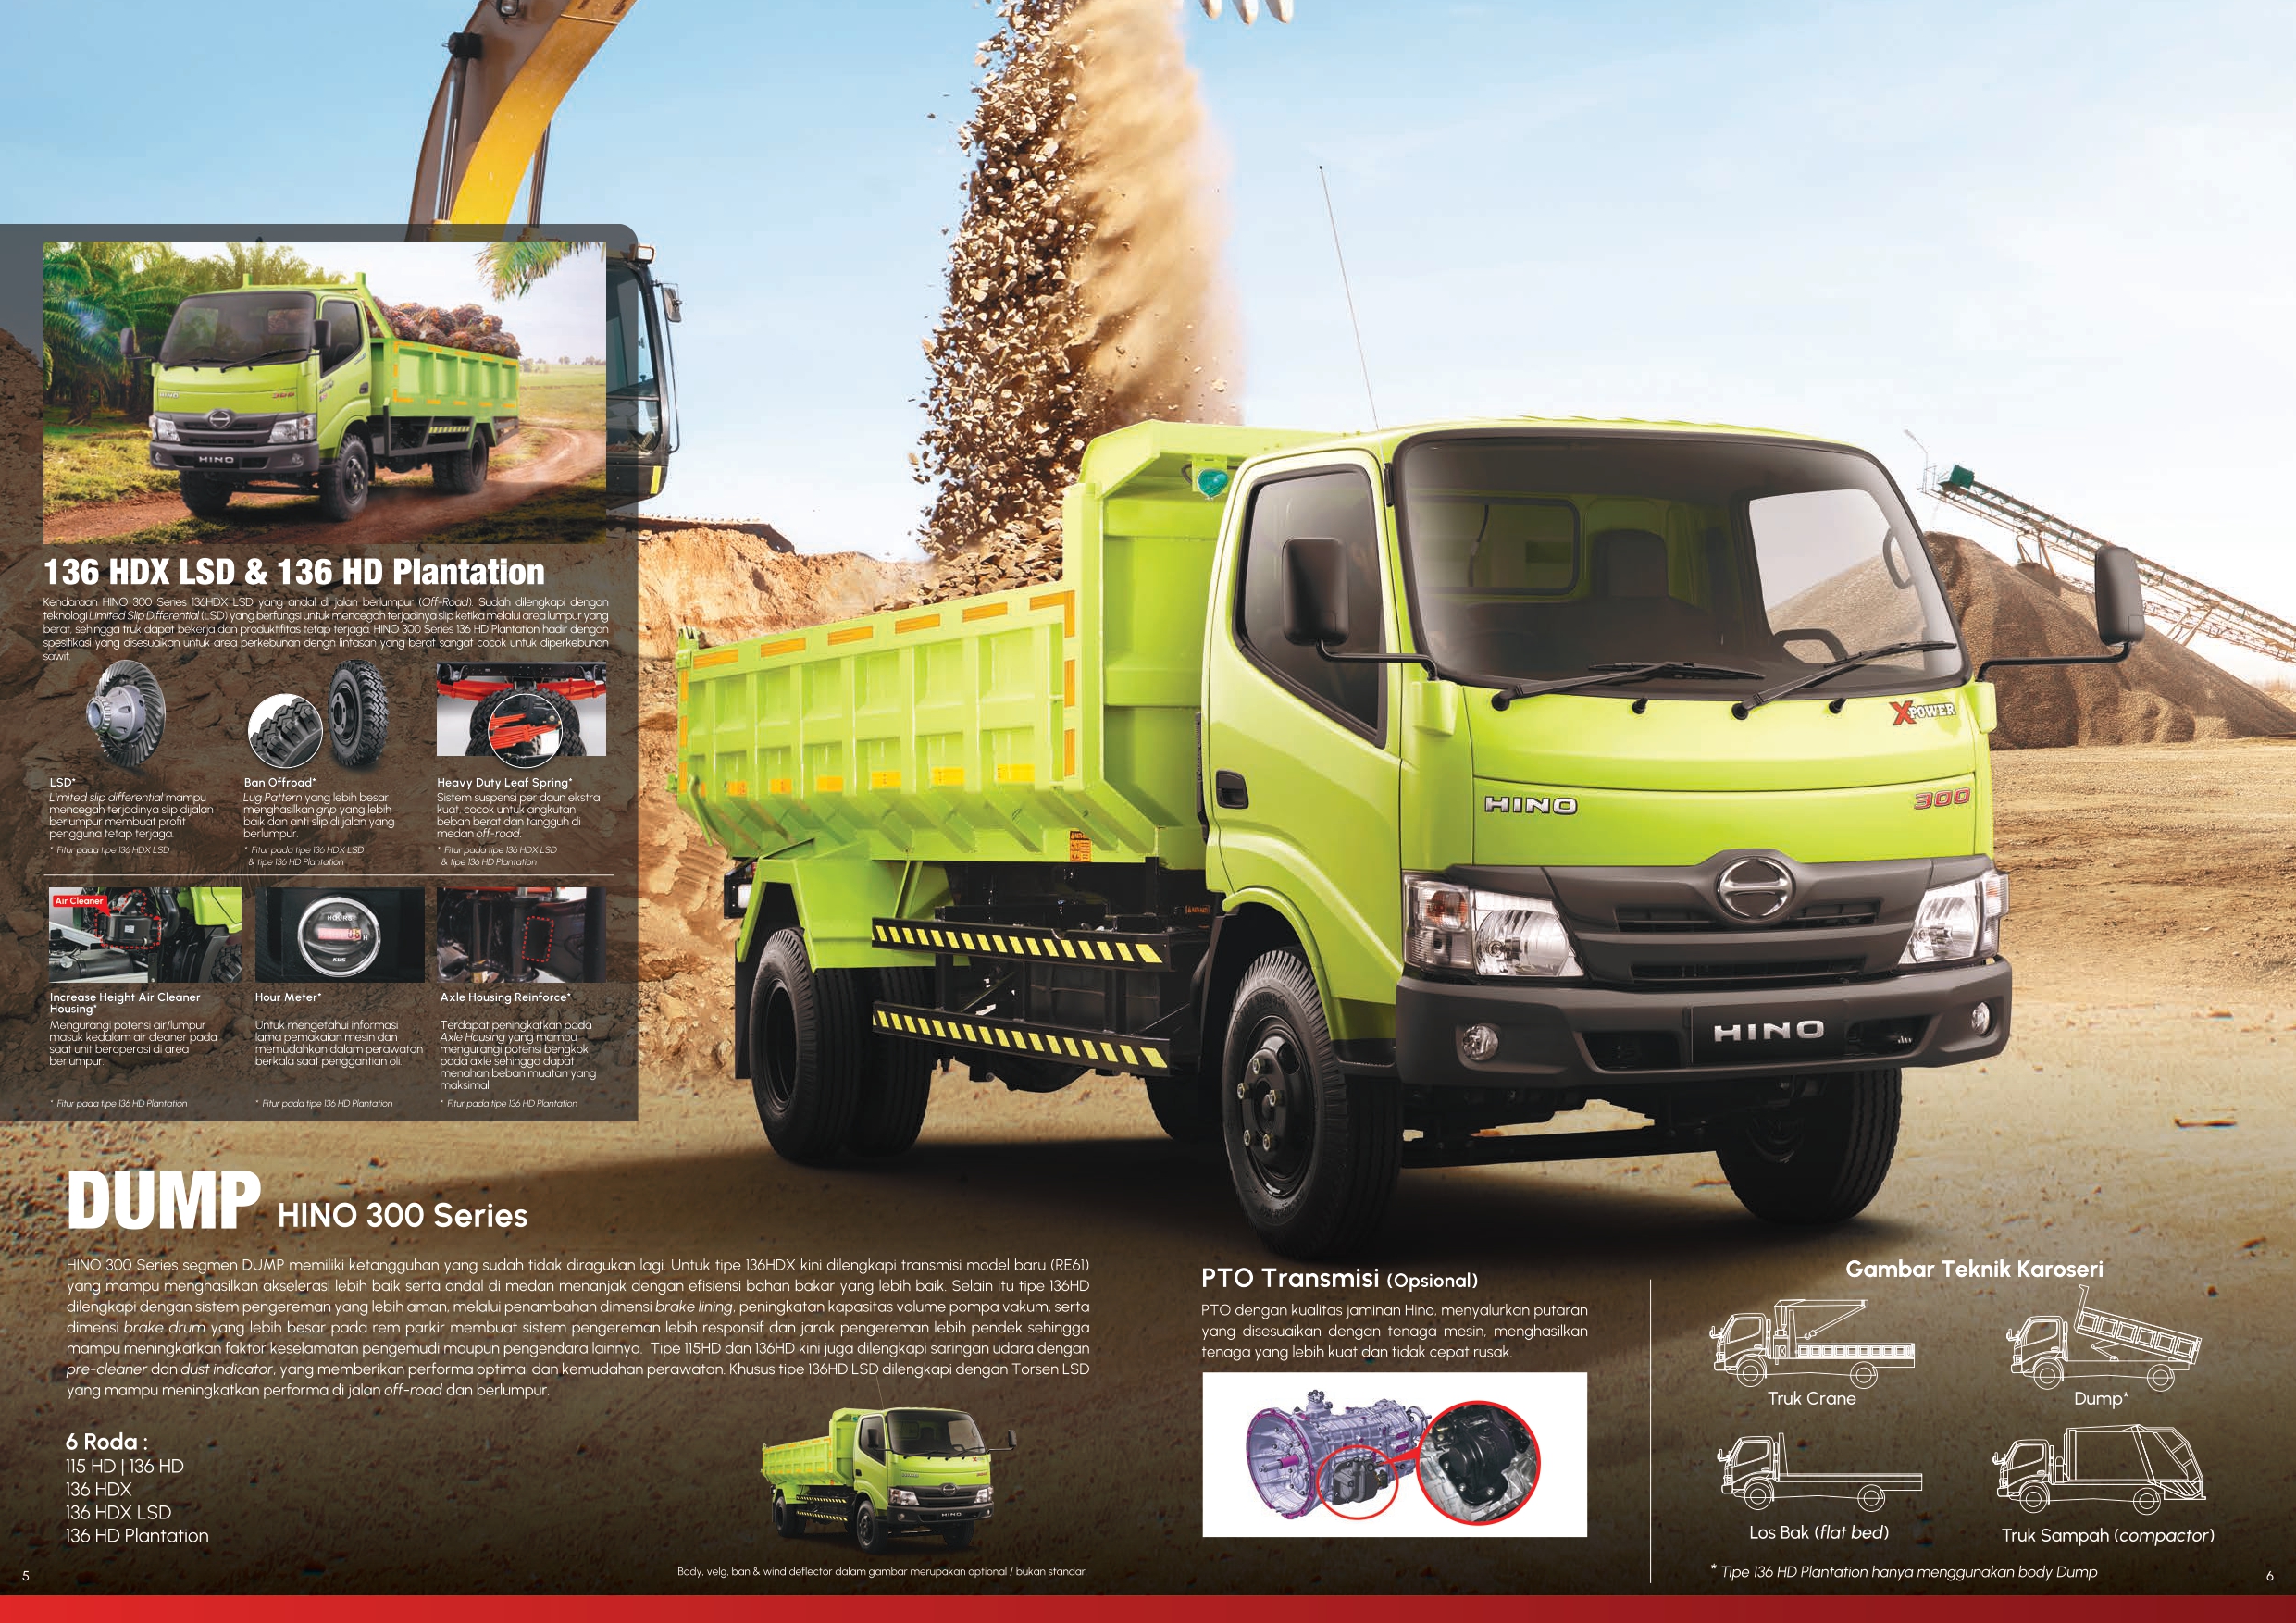 136 HDX LSD & 136 HD Plantation
Kendaraan HINO 300 Series 136HDX LSD yang andal di jalan berlumpur (Off-Road). Sudah dilengkapi dengan
teknologi Limited Slip Differential (LSD) yang berfungsi untuk mencegah terjadinya slip ketika melalui area lumpur yang
berat, sehingga truk dapat bekerja dan produktifitas tetap terjaga. HINO 300 Series 136 HD Plantation hadir dengan
spesifikasi yang disesuaikan untuk area perkebunan dengn lintasan yang berat sangat cocok untuk diperkebunan
sawit.
LSD*
Limited slip differential mampu
mencegah terjadinya slip dijalan
berlumpur membuat profit
pengguna tetap terjaga.
* Fitur pada tipe 136 HDX LSD
Ban Offroad*
Lug Pattern yang lebih besar
menghasilkan grip yang lebih
baik dan anti slip di jalan yang
berlumpur.
* Fitur pada tipe 136 HDX LSD
& tipe 136 HD Plantation
Heavy Duty Leaf Spring*
Sistem suspensi per daun ekstra
kuat, cocok untuk angkutan
beban berat dan tangguh di
medan off-road.
* Fitur pada tipe 136 HDX LSD
& tipe 136 HD Plantation
Air Cleaner
Increase Height Air Cleaner
Housing*
Mengurangi potensi air/lumpur
masuk kedalam air cleaner pada
saat unit beroperasi di area
berlumpur.
* Fitur pada tipe 136 HD Plantation
HOURS
KUS
Hour Meter*
Untuk mengetahui informasi
lama pemakaian mesin dan
memudahkan dalam perawatan
berkala saat penggantian oli.
* Fitur pada tipe 136 HD Plantation
Axle Housing Reinforce*
Terdapat peningkatan pada
Axle Housing yang mampu
mengurangi potensi bengkok
pada axle sehingga dapat
menahan beban muatan yang
maksimal.
* Fitur pada tipe 136 HD Plantation
HINO
300
HINO
XPOWER
HINO
300
HINO
DUMP HINO 300 Series
HINO 300 Series segmen DUMP memiliki ketangguhan yang sudah tidak diragukan lagi. Untuk tipe 136HDX kini dilengkapi transmisi model baru (RE61)
yang mampu menghasilkan akselerasi lebih baik serta andal di medan menanjak dengan efisiensi bahan bakar yang lebih baik. Selain itu tipe 136HD
dilengkapi dengan sistem pengereman yang lebih aman, melalui penambahan dimensi brake lining, peningkatan kapasitas volume pompa vakum, serta
dimensi brake drum yang lebih besar pada rem parkir membuat sistem pengereman lebih responsif dan jarak pengereman lebih pendek sehingga
mampu meningkatkan faktor keselamatan pengemudi maupun pengendara lainnya. Tipe 115HD dan 136HD kini juga dilengkapi saringan udara dengan
pre-cleaner dan dust indicator, yang memberikan performa optimal dan kemudahan perawatan. Khusus tipe 136HD LSD dilengkapi dengan Torsen LSD
yang mampu meningkatkan performa di jalan off-road dan berlumpur.
6 Roda :
115 HD | 136 HD
136 HDX
136 HDX LSD
136 HD Plantation
HINO
Body, velg, ban & wind deflector dalam gambar merupakan optional / bukan standar.
5
PTO Transmisi (Opsional)
PTO dengan kualitas jaminan Hino, menyalurkan putaran
yang disesuaikan dengan tenaga mesin, menghasilkan
tenaga yang lebih kuat dan tidak cepat rusak.
Gambar Teknik Karoseri
Truk Crane
Dump*
Los Bak (flat bed)
Truk Sampah (compactor)
* Tipe 136 HD Plantation hanya menggunakan body Dump
6